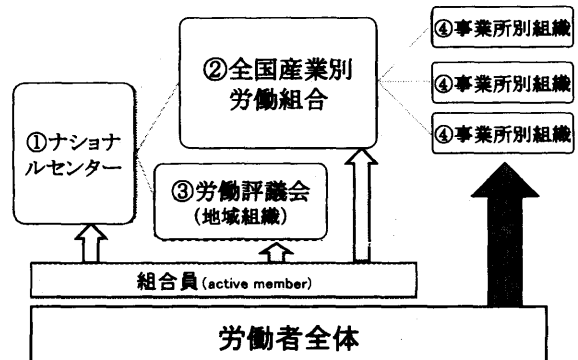 ①ナショナ
ルセンター
②全国産業別
労働組合
③労働評議会
(地域組織)
④事業所別組織
④事業所別組織
④事業所別組織
組合員(active member)
労働者全体